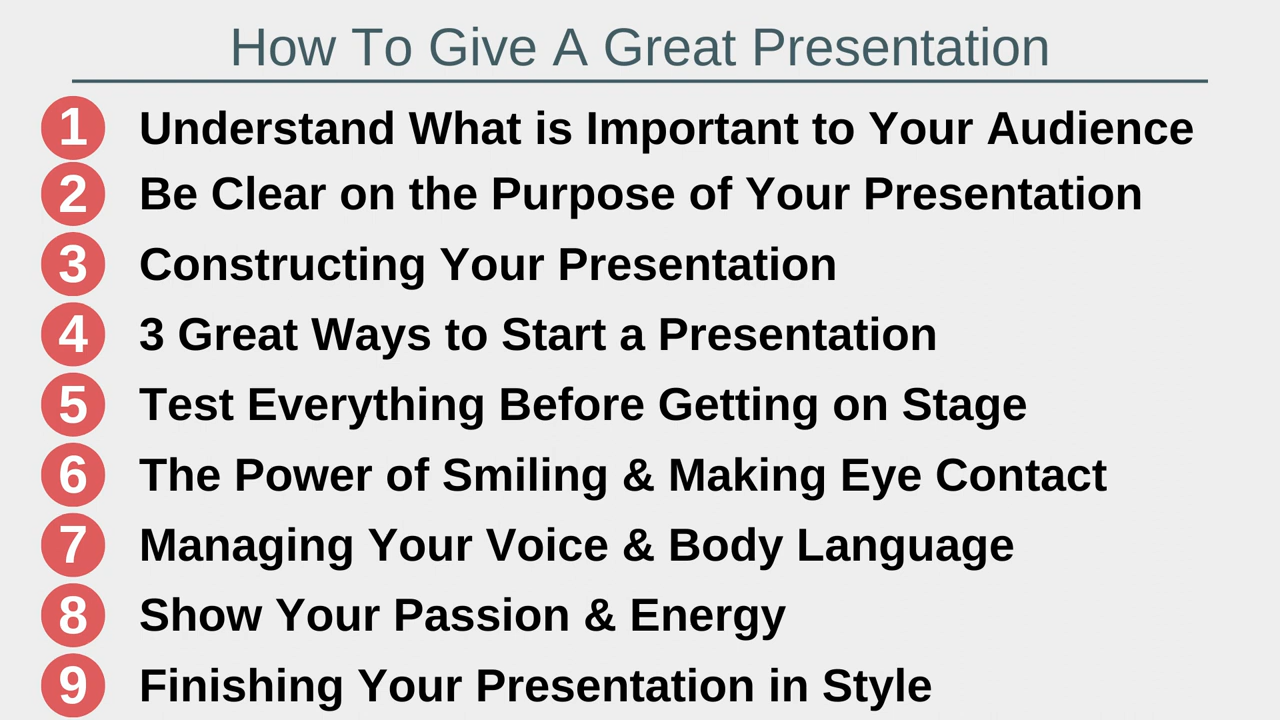 How To Give A Great Presentation
1 Understand What is Important to Your Audience
2 Be Clear on the Purpose of Your Presentation
3 Constructing Your Presentation
4 3 Great Ways to Start a Presentation
5 Test Everything Before Getting on Stage
6 The Power of Smiling & Making Eye Contact
7 Managing Your Voice & Body Language
8 Show Your Passion & Energy
9 Finishing Your Presentation in Style